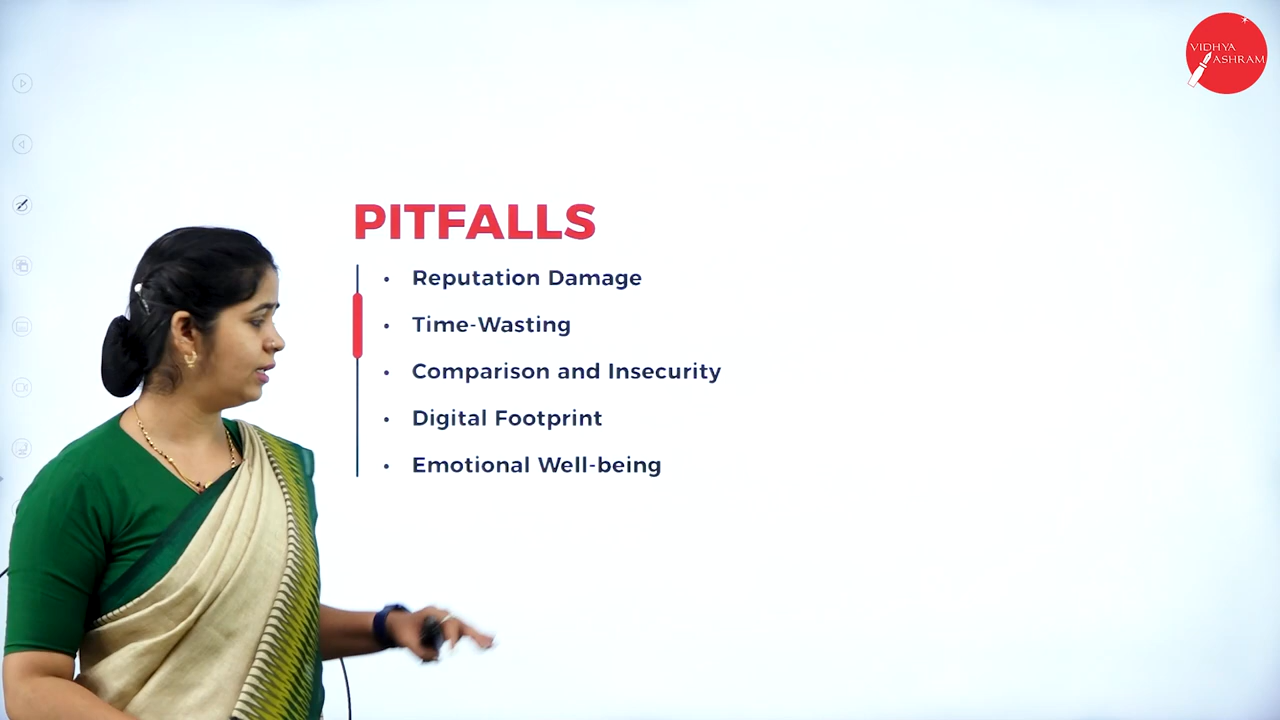 VIDHYA
ASHRAM
PITFALLS
• Reputation Damage
• Time-Wasting
• Comparison and Insecurity
• Digital Footprint
• Emotional Well-being